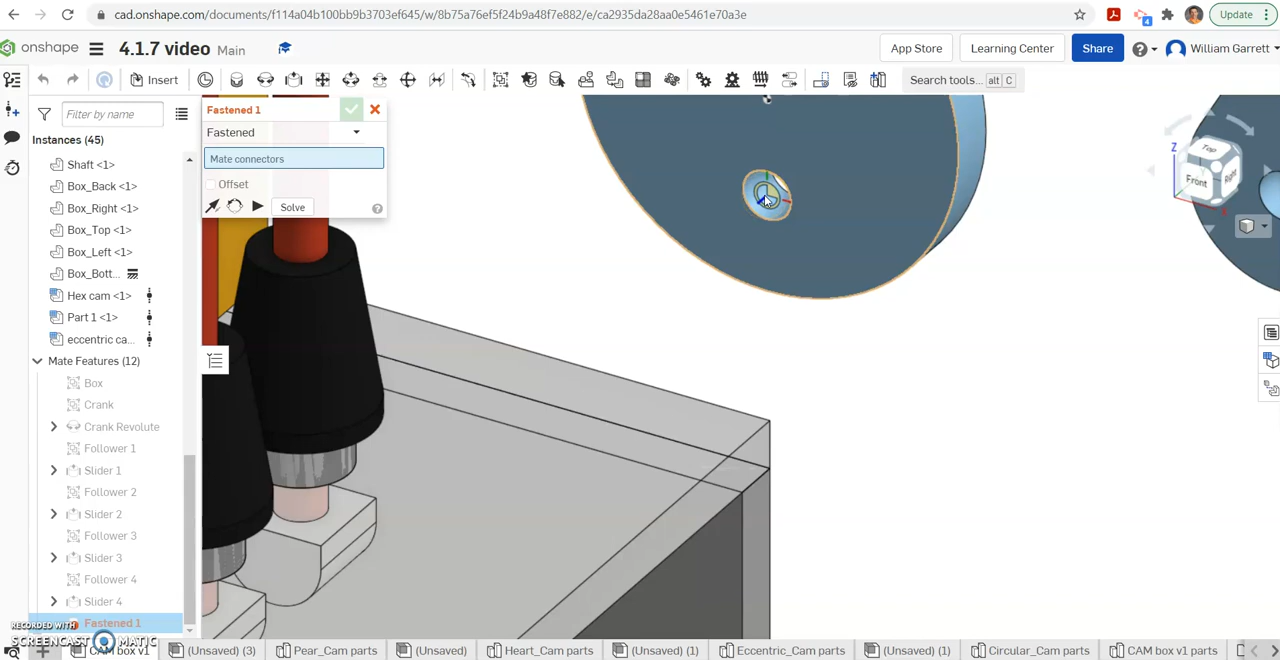 cad.onshape.com/documents/f114a04b100bb9b3703ef645/w/8b75a76ef5f24b9a48f7e882/e/ca2935da28aa0e5461e70a3e
4
Update
onshape
4.1.7 video Main
App Store
Learning Center
Share
William Garrett
Insert
Search tools... alt C
Filter by name
Instances (45)
Shaft <1>
Box_Back <1>
Box_Right <1>
Box_Top <1>
Box_Left <1>
Box_Bott...
Hex cam <1>
Part 1 <1>
eccentric ca...
Mate Features (12)
Box
Crank
Crank Revolute
Follower 1
Slider 1
Follower 2
Slider 2
Follower 3
Slider 3
Follower 4
Slider 4
Fastened 1
Fastened 1
Fastened
Mate connectors
Offset
Solve
Z
Top
Front
Right
X
RECORDED WITH
SCREENCAST MATIC
CAM box v1
(Unsaved) (3)
Pear_Cam parts
(Unsaved)
Heart_Cam parts
(Unsaved) (1)
Eccentric_Cam parts
(Unsaved) (1)
Circular_Cam parts
CAM box v1 parts